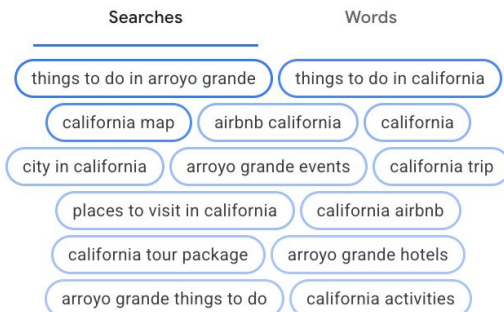 Searches Words
things to do in arroyo grande things to do in california
california map airbnb california california
city in california arroyo grande events california trip
places to visit in california california airbnb
california tour package arroyo grande hotels
arroyo grande things to do california activities